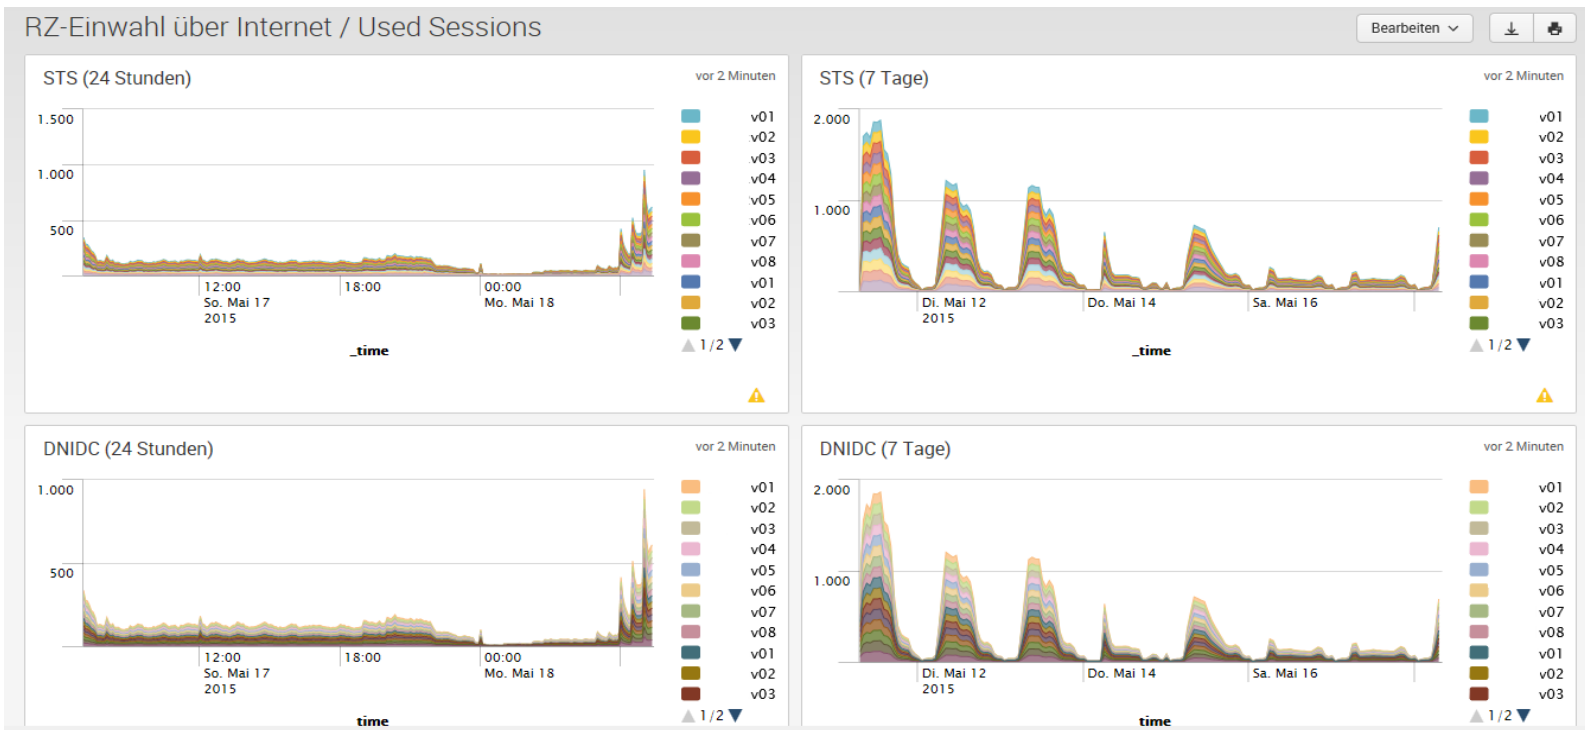 RZ-Einwahl über Internet / Used Sessions
Bearbeiten
STS (24 Stunden)
vor 2 Minuten
1.500
1.000
500
12:00
So. Mai 17
2015
18:00
00:00
Mo. Mai 18
_time
v01
v02
v03
v04
v05
v06
v07
v08
v01
v02
v03
1/2
STS (7 Tage)
vor 2 Minuten
2.000
1.000
Di. Mai 12
2015
Do. Mai 14
Sa. Mai 16
_time
v01
v02
v03
v04
v05
v06
v07
v08
v01
v02
v03
1/2
DNIDC (24 Stunden)
vor 2 Minuten
1.000
500
12:00
So. Mai 17
2015
18:00
00:00
Mo. Mai 18
time
v01
v02
v03
v04
v05
v06
v07
v08
v01
v02
v03
1/2
DNIDC (7 Tage)
vor 2 Minuten
2.000
1.000
Di. Mai 12
2015
Do. Mai 14
Sa. Mai 16
time
v01
v02
v03
v04
v05
v06
v07
v08
v01
v02
v03
1/2